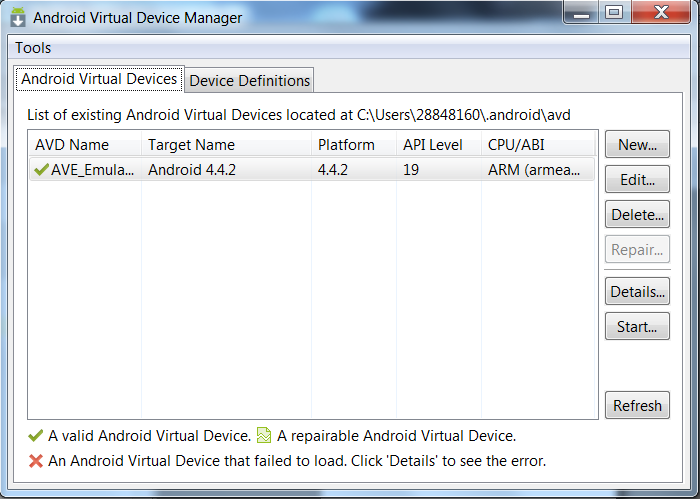 Android Virtual Device Manager
Tools
Android Virtual Devices Device Definitions
List of existing Android Virtual Devices located at C:\Users\28848160\.android\avd
AVD Name Target Name Platform API Level CPU/ABI
AVE_Emula... Android 4.4.2 4.4.2 19 ARM (armea...
New...
Edit...
Delete...
Repair...
Details...
Start...
Refresh
A valid Android Virtual Device. A repairable Android Virtual Device.
An Android Virtual Device that failed to load. Click 'Details' to see the error.